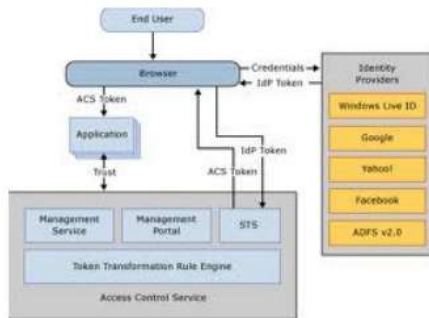 End User
Browser
Credentials
IdP Token
Identity
Providers
Windows Live ID
Google
Yahoo!
Facebook
ADFS v2.0
ACS Token
Application
Trust
IdP Token
ACS Token
Management
Service
Management
Portal
STS
Token Transformation Rule Engine
Access Control Service